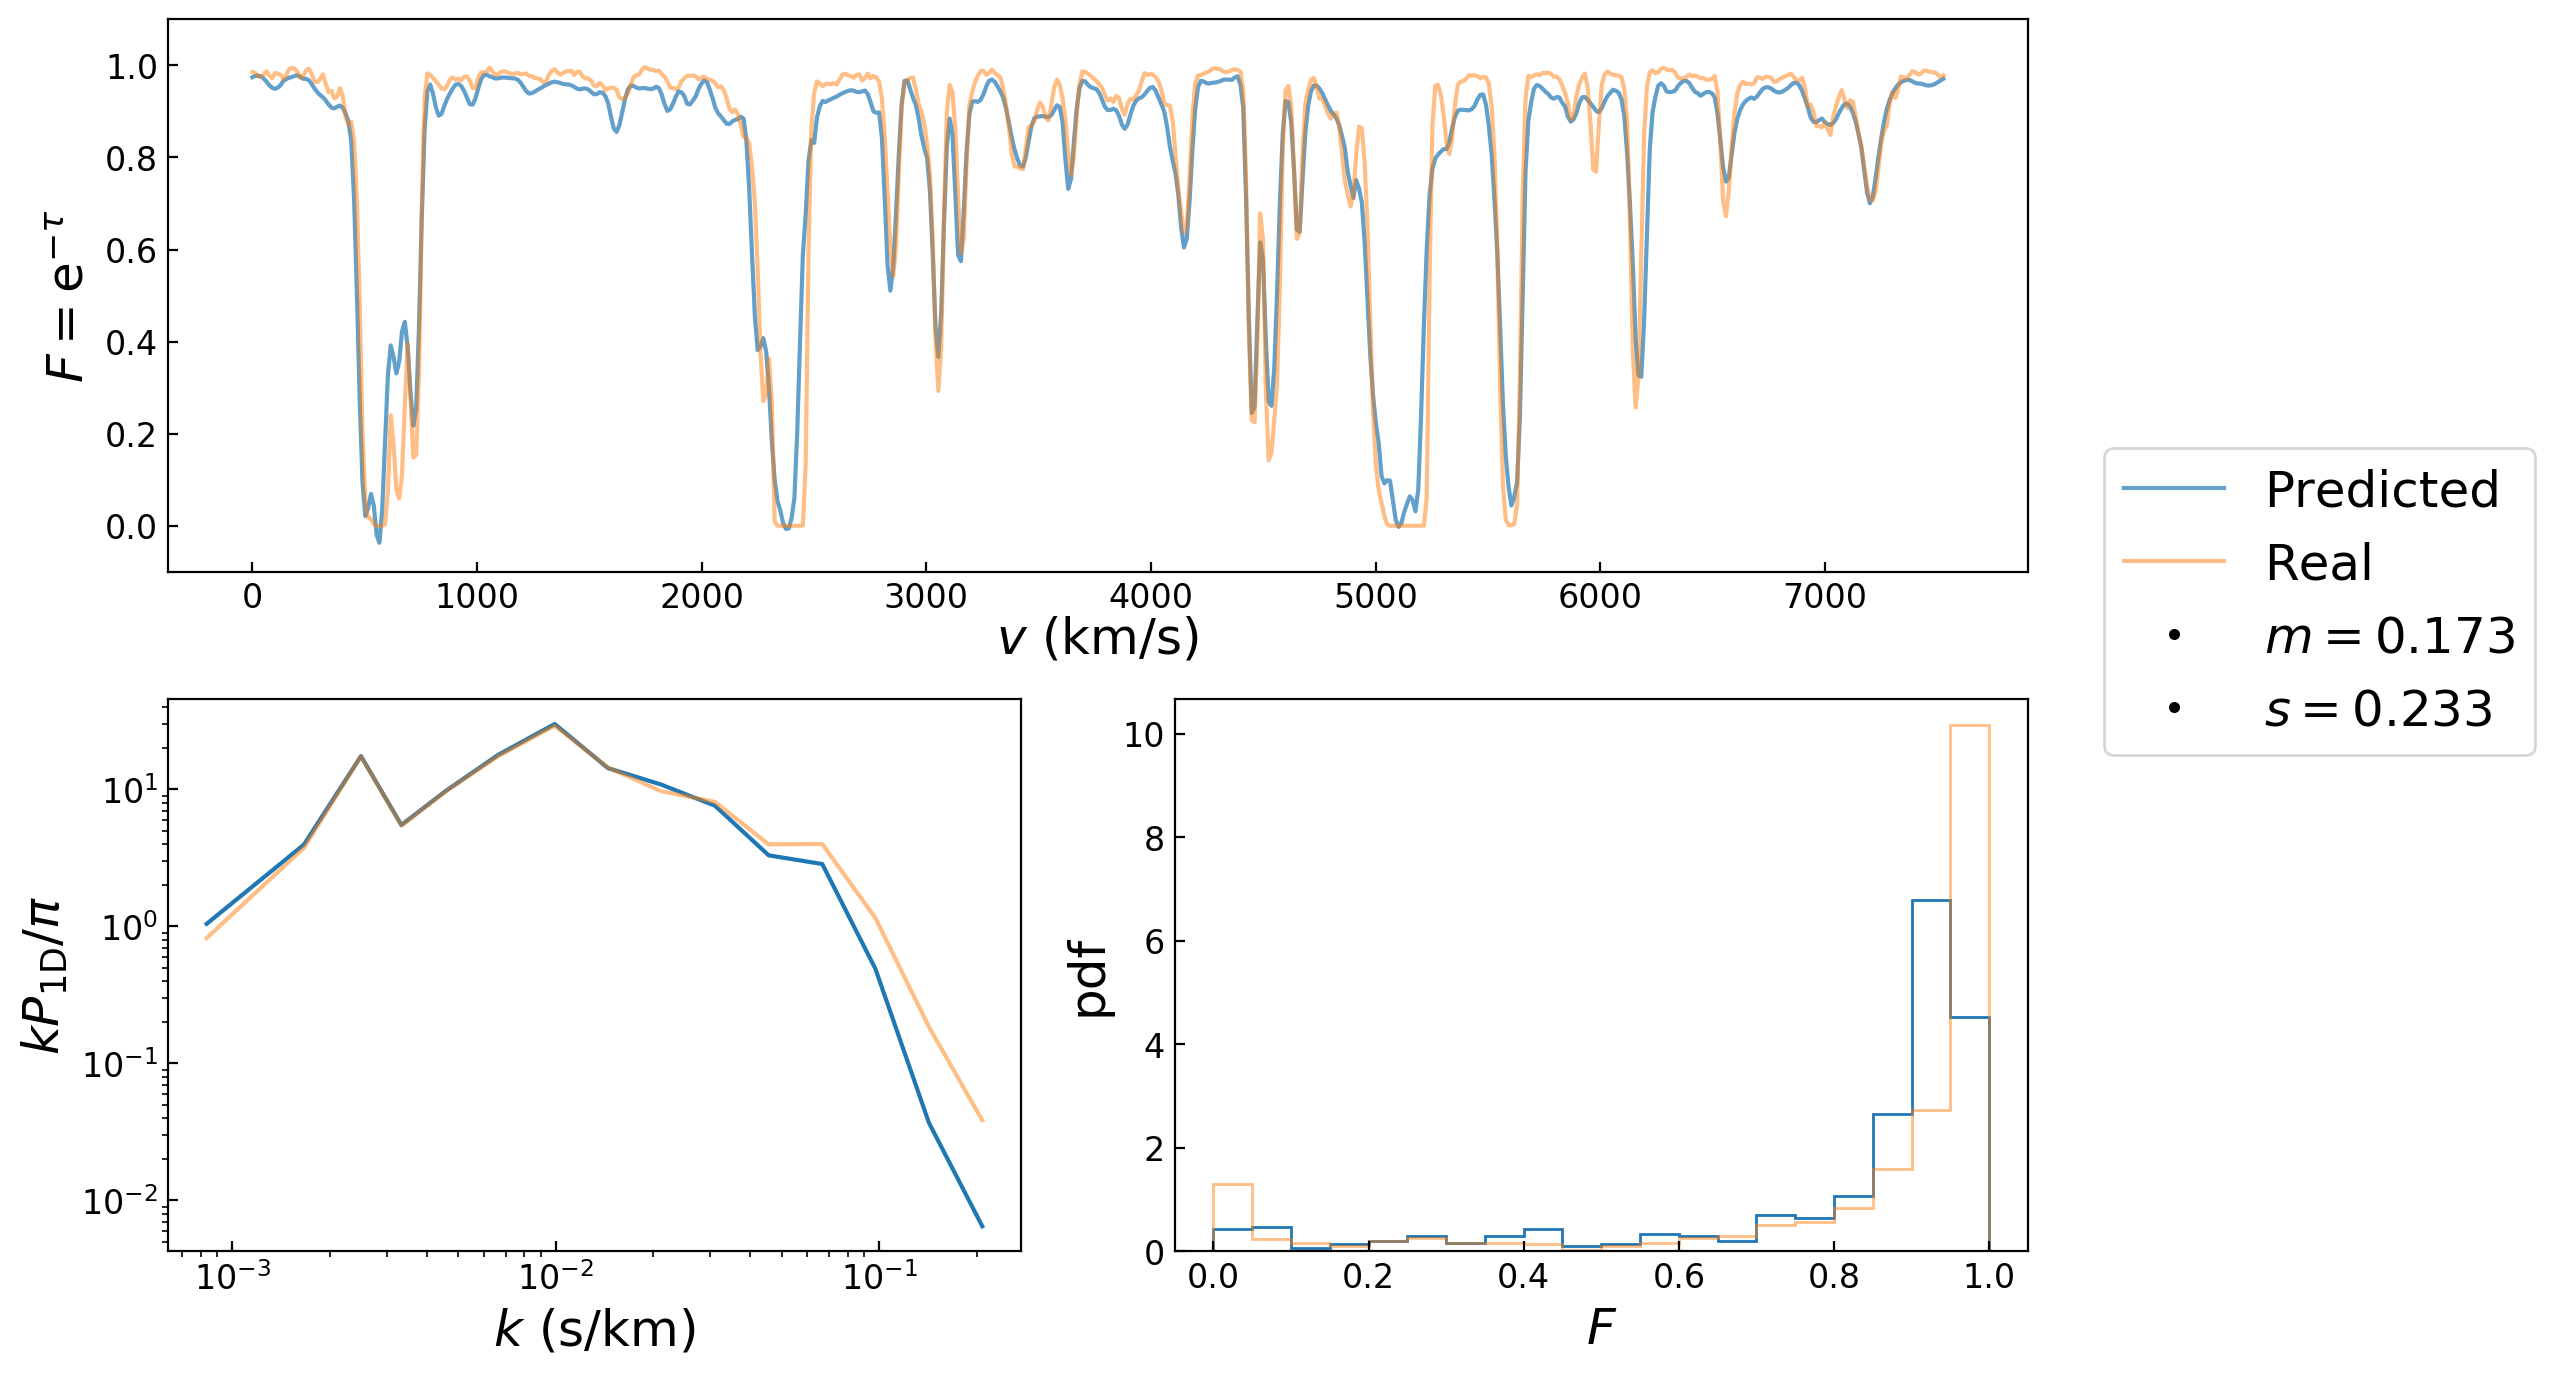 1.0
0.8
0.6
0.4
0.2
0.0
F = e^{−τ}
0 1000 2000 3000 4000 5000 6000 7000
v (km/s)
Predicted
Real
m = 0.173
s = 0.233
10^1
10^0
10^{−1}
10^{−2}
kP_{1D}/π
10^{−3} 10^{−2} 10^{−1}
k (s/km)
10
8
6
4
2
0
pdf
0.0 0.2 0.4 0.6 0.8 1.0
F